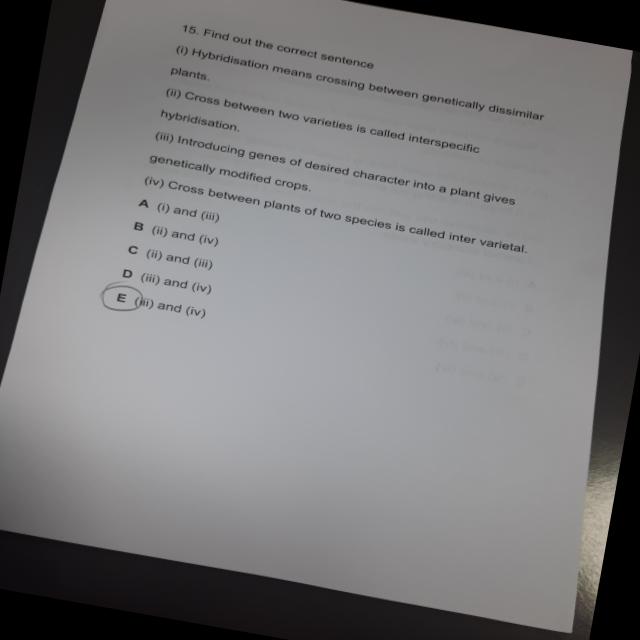 15. Find out the correct sentence
(i) Hybridisation means crossing between genetically dissimilar
plants.
(ii) Cross between two varieties is called interspecific
hybridisation.
(iii) Introducing genes of desired character into a plant gives
genetically modified crops.
(iv) Cross between plants of two species is called inter varietal.
A (i) and (iii)
B (ii) and (iv)
C (ii) and (iii)
D (iii) and (iv)
E (iii) and (iv)